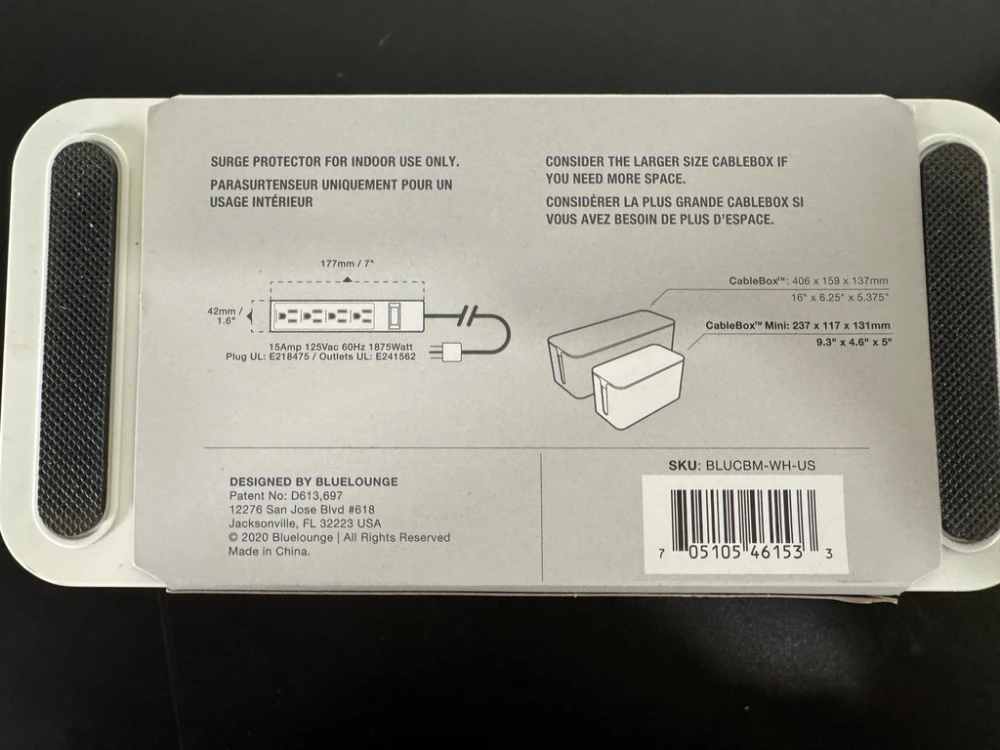 SURGE PROTECTOR FOR INDOOR USE ONLY.
PARASURTENSEUR UNIQUEMENT POUR UN
USAGE INTÉRIEUR
CONSIDER THE LARGER SIZE CABLEBOX IF
YOU NEED MORE SPACE.
CONSIDÉRER LA PLUS GRANDE CABLEBOX SI
VOUS AVEZ BESOIN DE PLUS D'ESPACE.
177mm / 7"
42mm /
1.6"
15Amp 125Vac 60Hz 1875Watt
Plug UL: E218475 / Outlets UL: E241562
CableBox™: 406 x 159 x 137mm
16" x 6.25" x 5.375"
CableBox™ Mini: 237 x 117 x 131mm
9.3" x 4.6" x 5"
DESIGNED BY BLUELOUNGE
Patent No: D613,697
12276 San Jose Blvd #618
Jacksonville, FL 32223 USA
© 2020 Bluelounge | All Rights Reserved
Made in China.
SKU: BLUCBM-WH-US
7 05105 46153 3